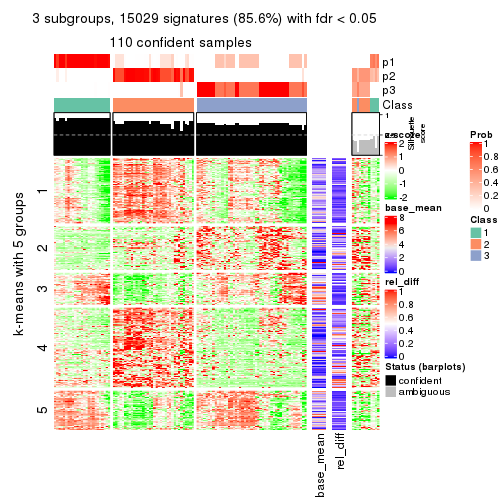 3 subgroups, 15029 signatures (85.6%) with fdr < 0.05
110 confident samples
p1
p2
p3
Class
1
Silhouette
score
k-means with 5 groups
1
2
3
4
5
base_mean
rel_diff
z-score
2
1
0
-1
-2
base_mean
8
6
4
2
0
rel_diff
1
0.8
0.6
0.4
0.2
0
Status (barplots)
confident
ambiguous
Prob
1
0.8
0.6
0.4
0.2
0
Class
1
2
3